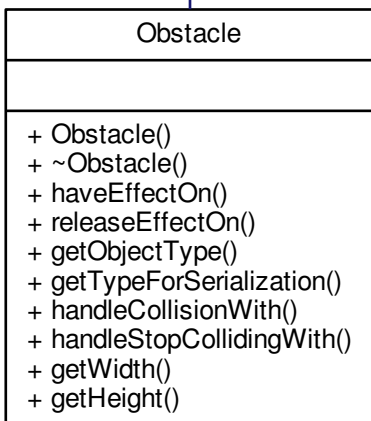 Obstacle
+ Obstacle()
+ ~Obstacle()
+ haveEffectOn()
+ releaseEffectOn()
+ getObjectType()
+ getTypeForSerialization()
+ handleCollisionWith()
+ handleStopCollidingWith()
+ getWidth()
+ getHeight()